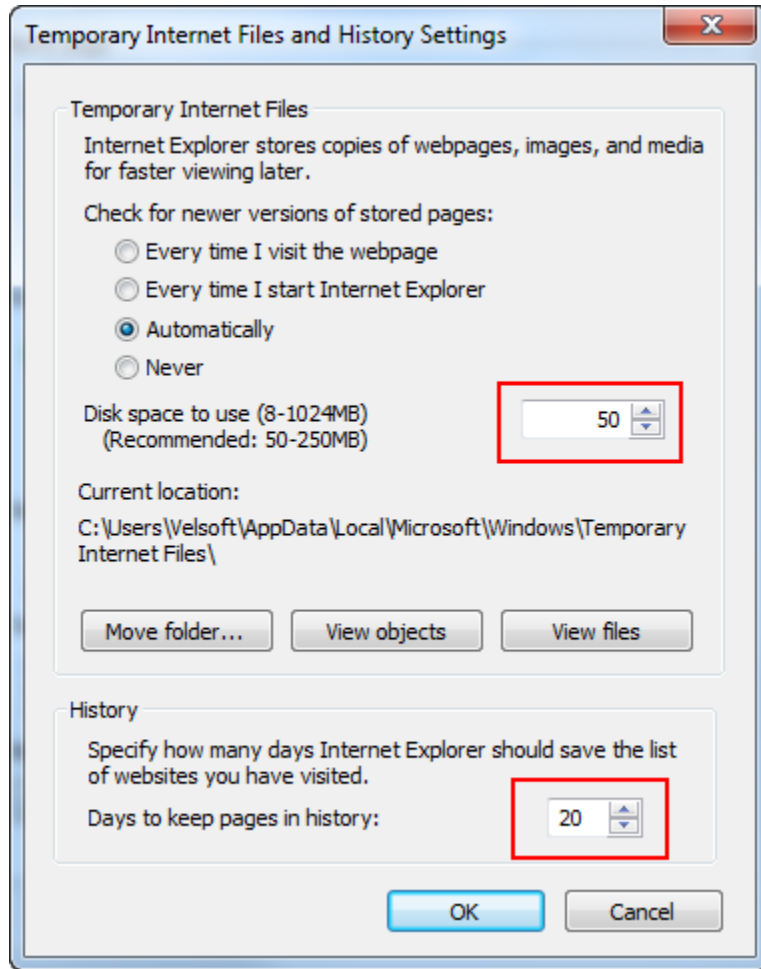 Temporary Internet Files and History Settings
Temporary Internet Files
Internet Explorer stores copies of webpages, images, and media
for faster viewing later.
Check for newer versions of stored pages:
Every time I visit the webpage
Every time I start Internet Explorer
Automatically
Never
Disk space to use (8-1024MB)
(Recommended: 50-250MB)
50
Current location:
C:\Users\Velsoft\AppData\Local\Microsoft\Windows\Temporary
Internet Files\
Move folder... View objects View files
History
Specify how many days Internet Explorer should save the list
of websites you have visited.
Days to keep pages in history: 20
OK Cancel